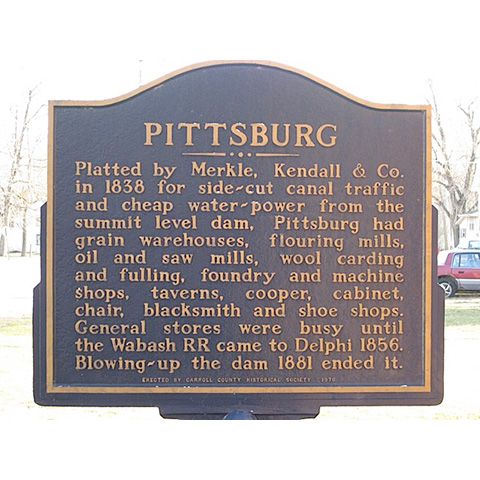 PITTSBURG
Platted by Merkle, Kendall & Co.
in 1838 for side-cut canal traffic
and cheap water-power from the
summit level dam, Pittsburg had
grain warehouses, flouring mills,
oil and saw mills, wool carding
and fulling, foundry and machine
shops, taverns, cooper, cabinet,
chair, blacksmith and shoe shops.
General stores were busy until
the Wabash RR came to Delphi 1856.
Blowing-up the dam 1881 ended it.
ERECTED BY CARROLL COUNTY HISTORICAL SOCIETY